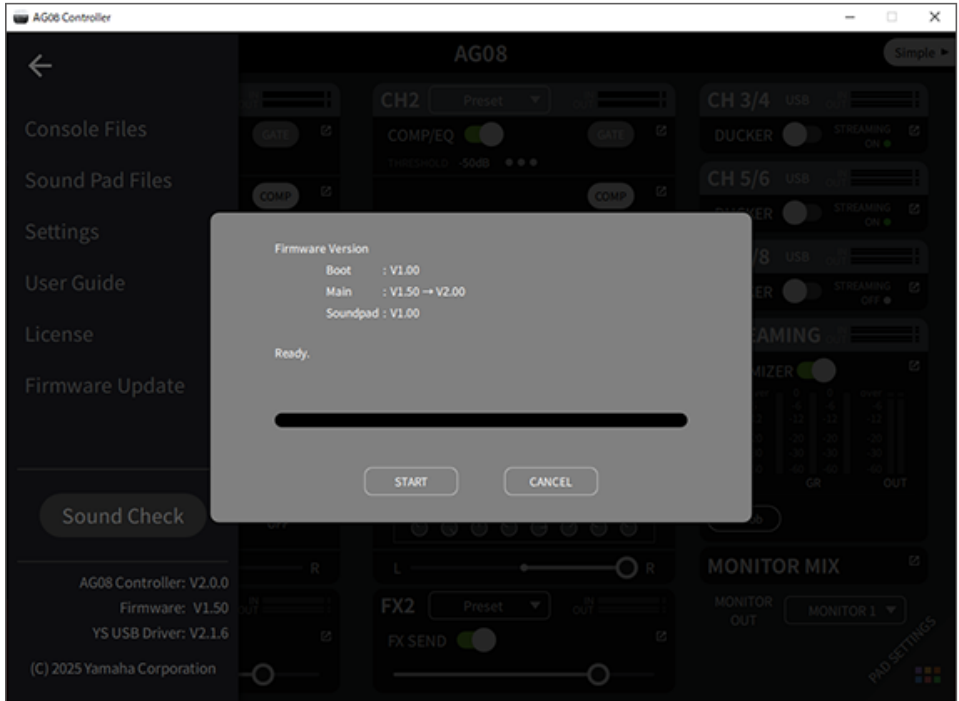 AG08 Controller
AG08
Simple ►
Console Files
Sound Pad Files
Settings
User Guide
License
Firmware Update
Sound Check
AG08 Controller: V2.0.0
Firmware: V1.50
YS USB Driver: V2.1.6
(C) 2025 Yamaha Corporation
GATE
COMP
CH2 Preset ▼
COMP/EQ GATE
THRESHOLD -50dB
COMP
CH 3/4 USB
DUCKER STREAMING
ON
CH 5/6 USB
STREAMING
ON
/8 USB
STREAMING
OFF
Firmware Version
Boot : V1.00
Main : V1.50 → V2.00
Soundpad : V1.00
Ready.
START CANCEL
GR OUT
R
L R
FX2 Preset ▼
FX SEND
MONITOR MIX
MONITOR
OUT
MONITOR 1 ▼
PAD SETTINGS